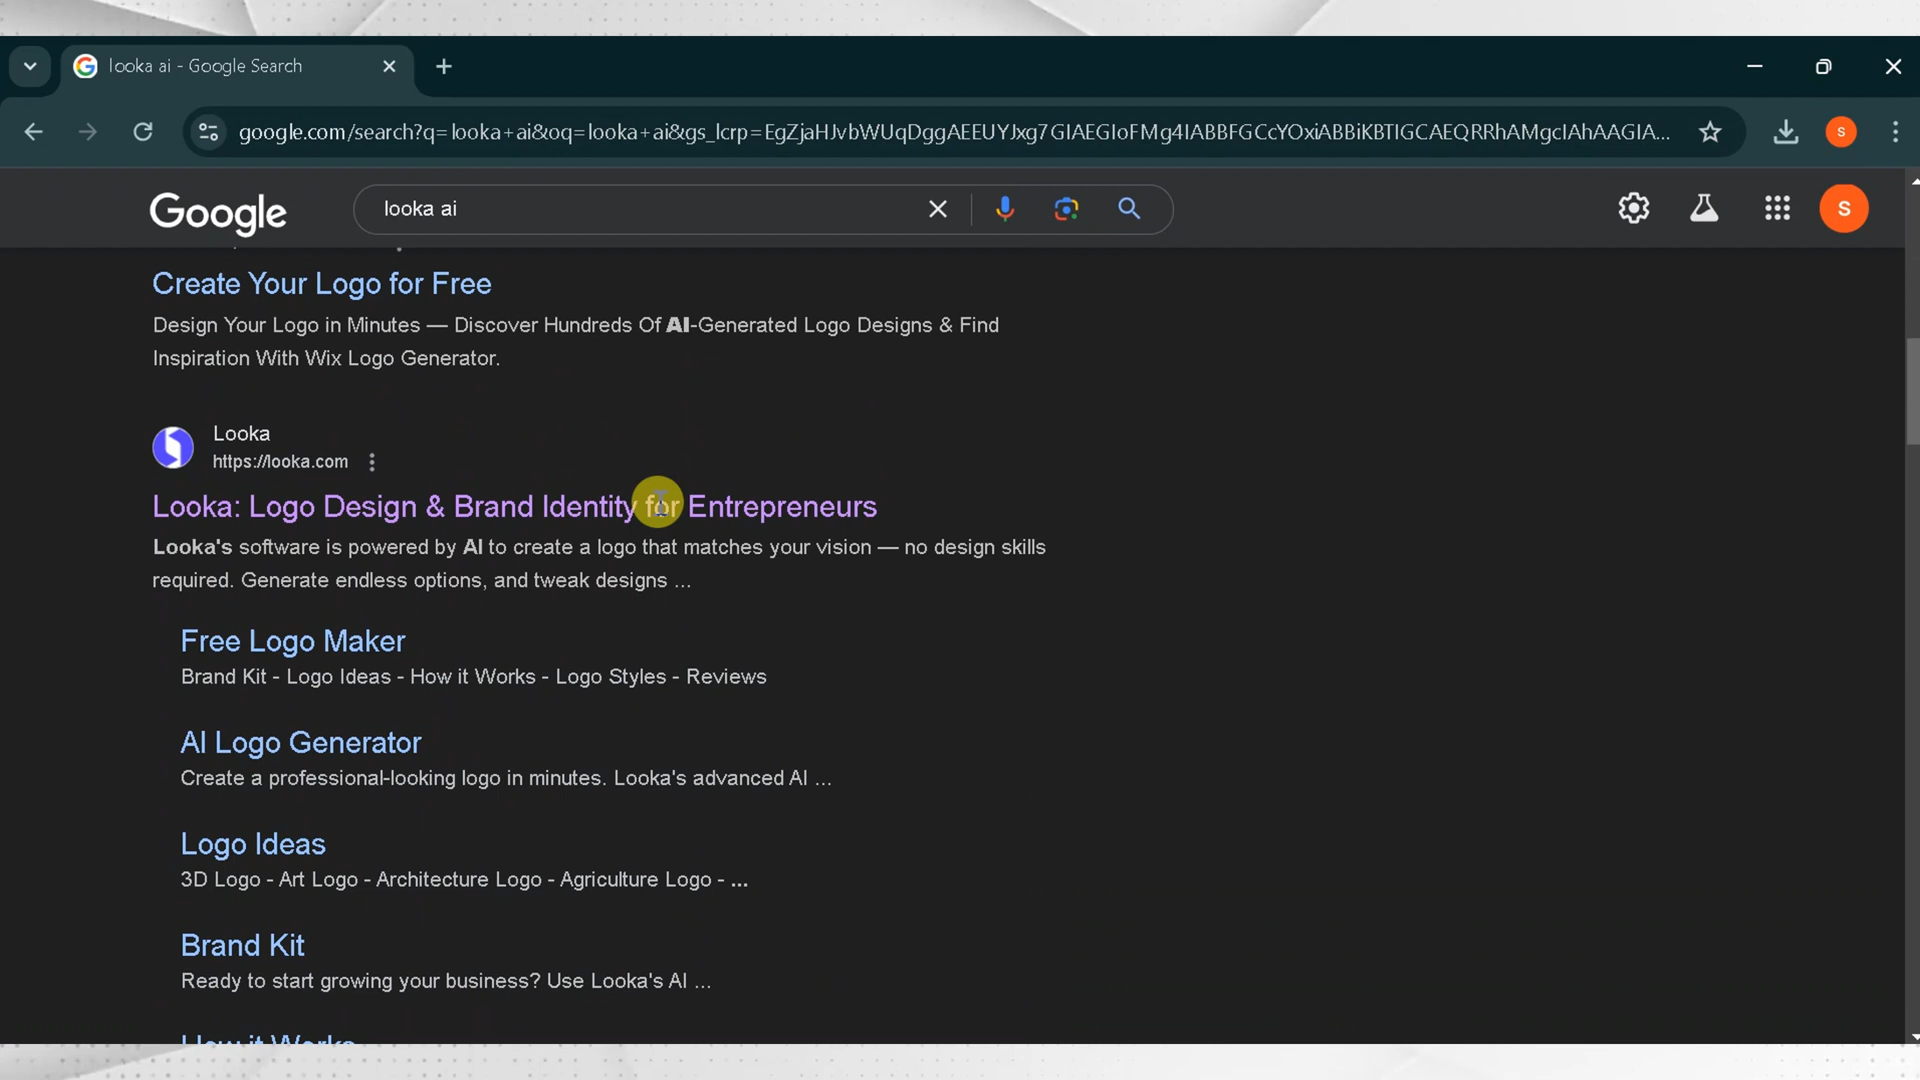 looka ai - Google Search
google.com/search?q=looka+ai&oq=looka+ai&gs_lcrp=EgZjaHJvbWUqDggAEEUYJxg7GIAEGIoFMg4IABBFGCcYOxiABBiKBTIGCAEQRRhAMgcIAhAAGIA...
S
Google
looka ai
S
Create Your Logo for Free
Design Your Logo in Minutes — Discover Hundreds Of AI-Generated Logo Designs & Find
Inspiration With Wix Logo Generator.
Looka
https://looka.com
Looka: Logo Design & Brand Identity for Entrepreneurs
Looka's software is powered by AI to create a logo that matches your vision — no design skills
required. Generate endless options, and tweak designs ...
Free Logo Maker
Brand Kit - Logo Ideas - How it Works - Logo Styles - Reviews
AI Logo Generator
Create a professional-looking logo in minutes. Looka's advanced AI ...
Logo Ideas
3D Logo - Art Logo - Architecture Logo - Agriculture Logo - ...
Brand Kit
Ready to start growing your business? Use Looka's AI ...
How it Works